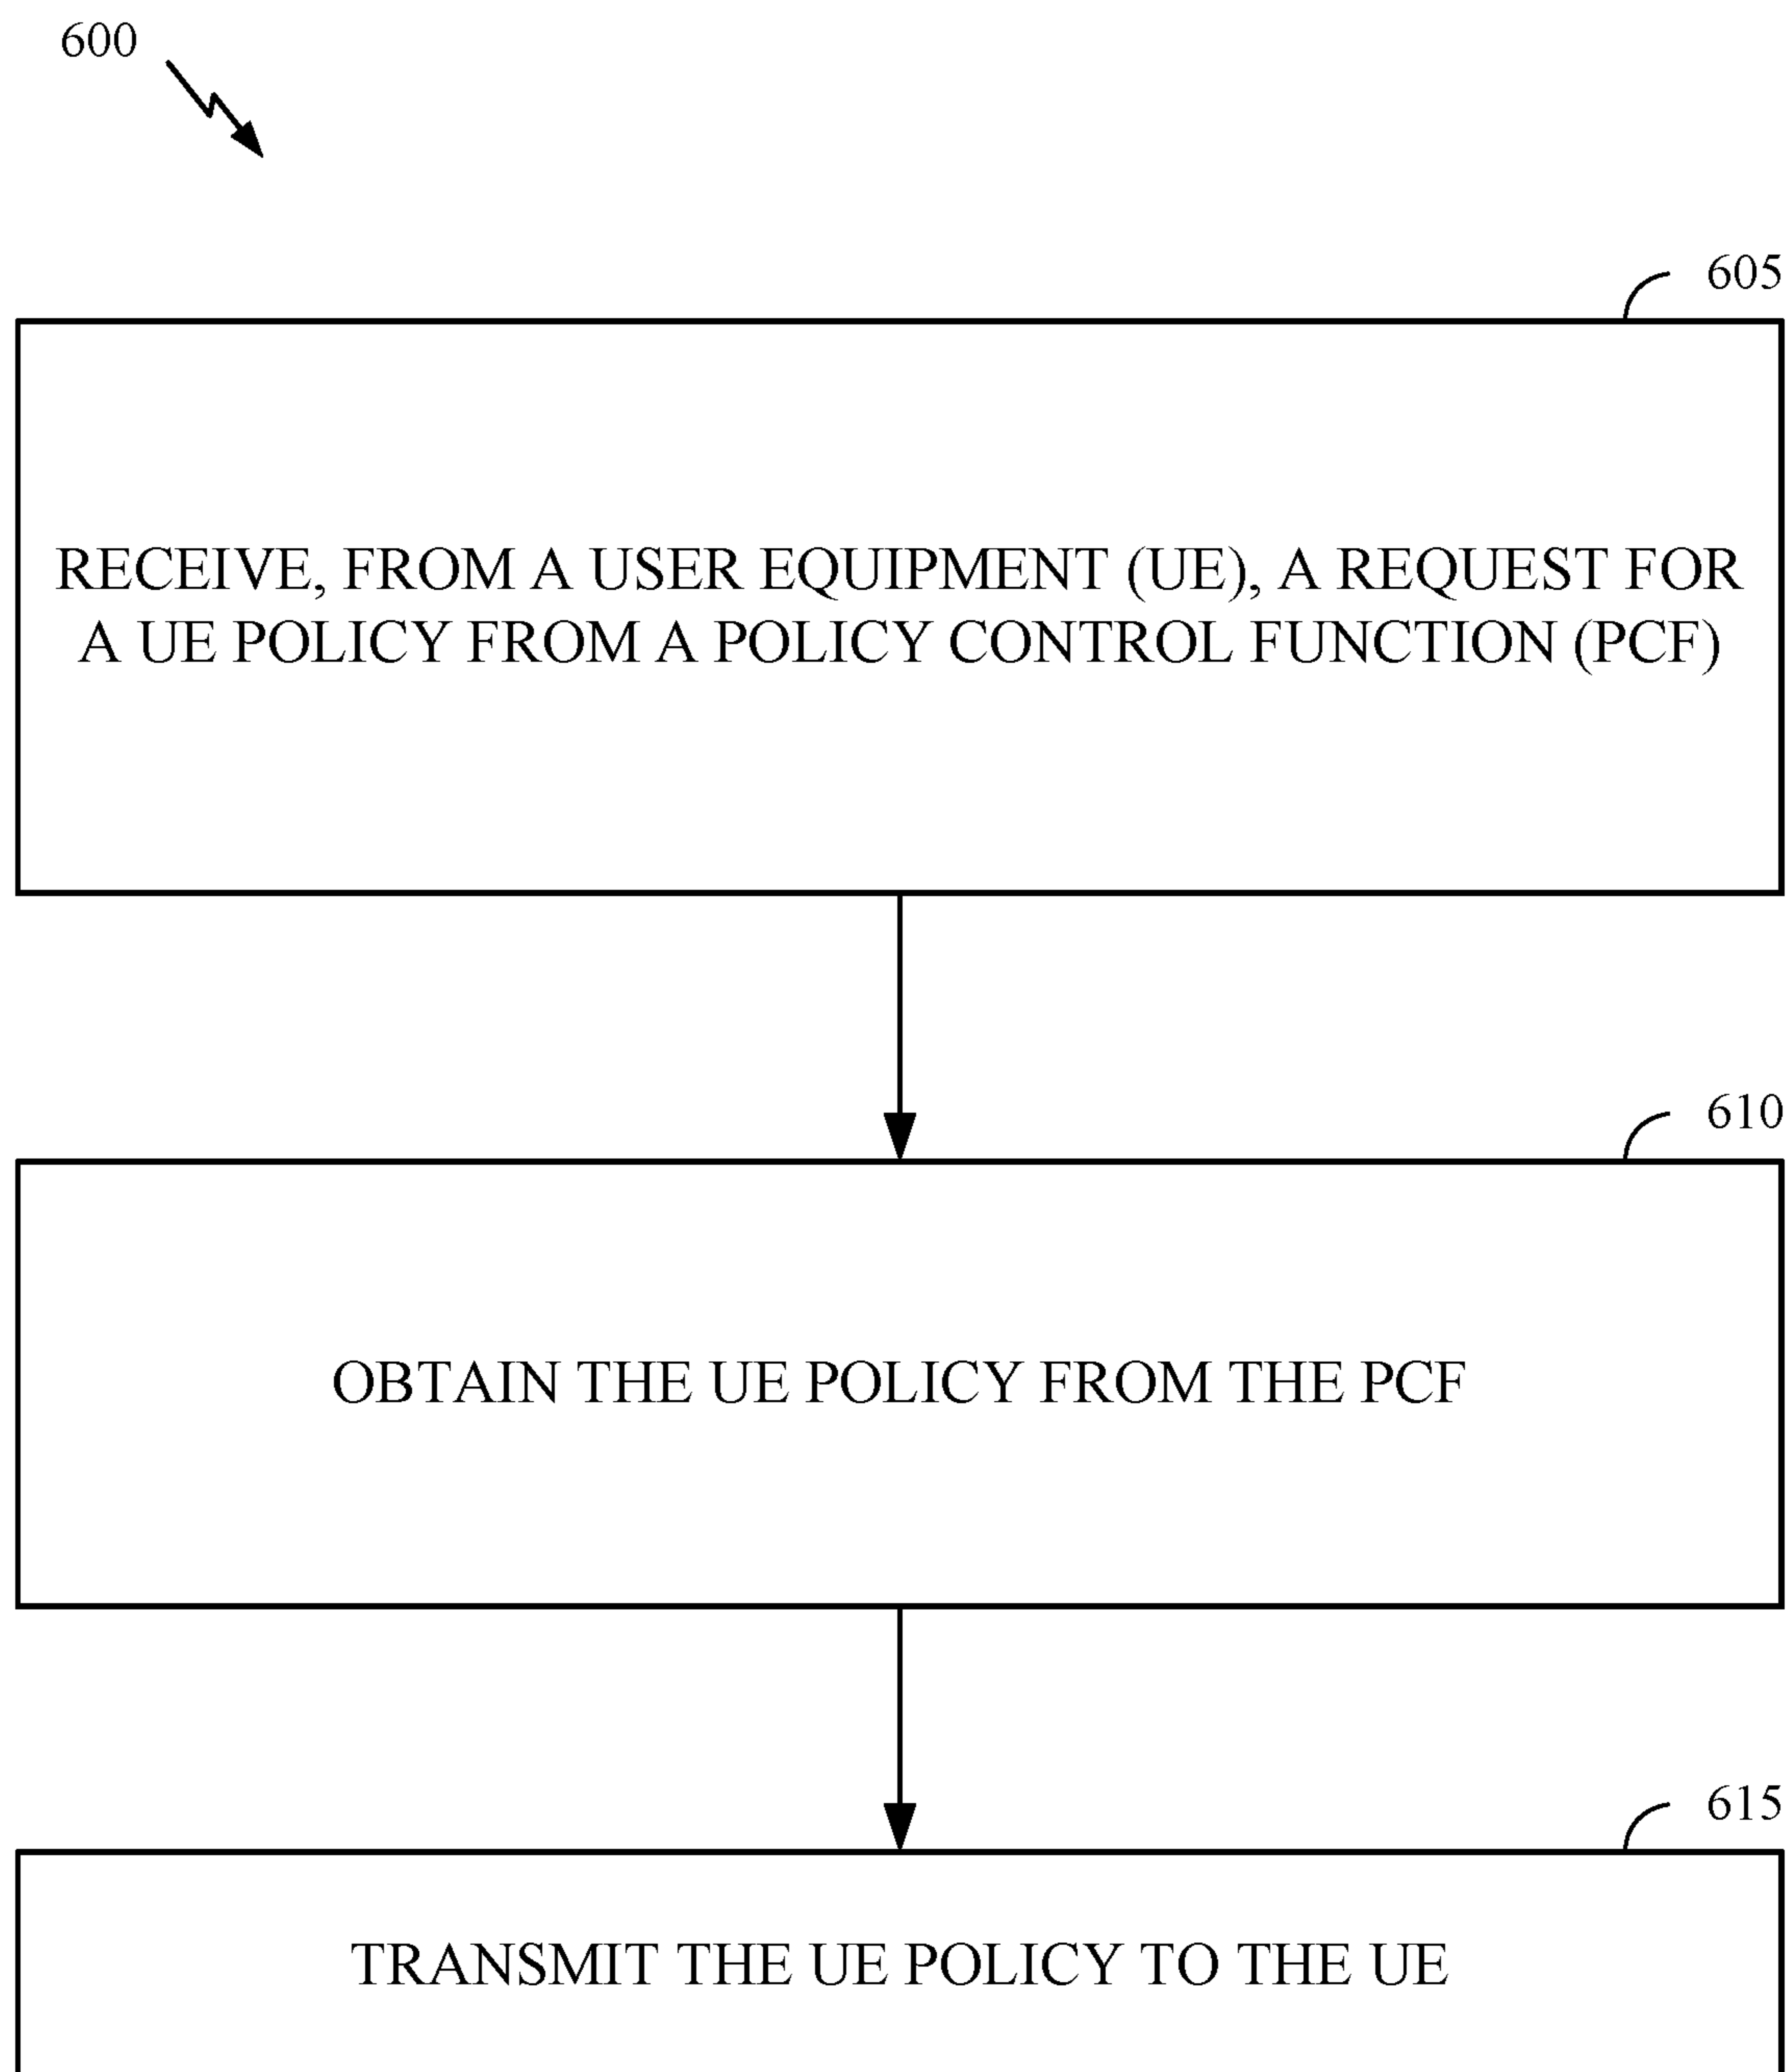 600
605
RECEIVE, FROM A USER EQUIPMENT (UE), A REQUEST FOR
A UE POLICY FROM A POLICY CONTROL FUNCTION (PCF)
610
OBTAIN THE UE POLICY FROM THE PCF
615
TRANSMIT THE UE POLICY TO THE UE